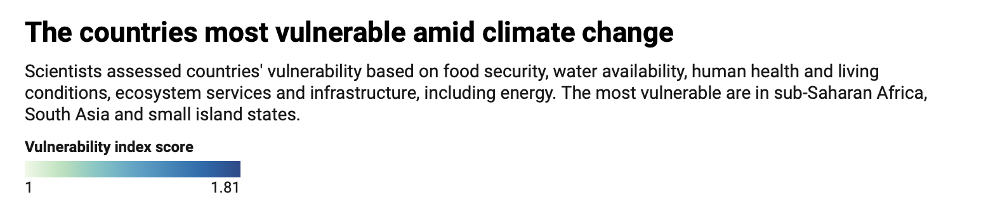 The countries most vulnerable amid climate change
Scientists assessed countries' vulnerability based on food security, water availability, human health and living
conditions, ecosystem services and infrastructure, including energy. The most vulnerable are in sub-Saharan Africa,
South Asia and small island states.
Vulnerability index score
1 1.81